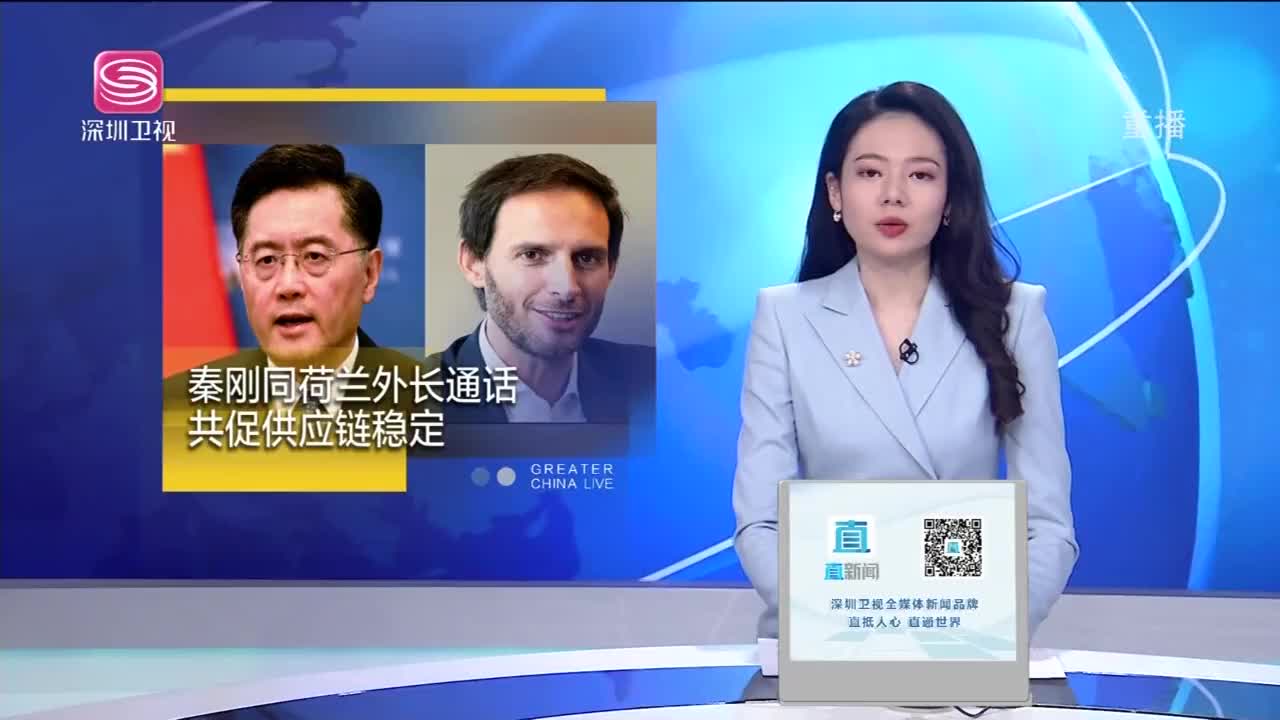 深圳卫视
重播
秦刚同荷兰外长通话
共促供应链稳定
GREATER
CHINA LIVE
直
直新闻
深圳卫视全媒体新闻品牌
直抵人心 直通世界